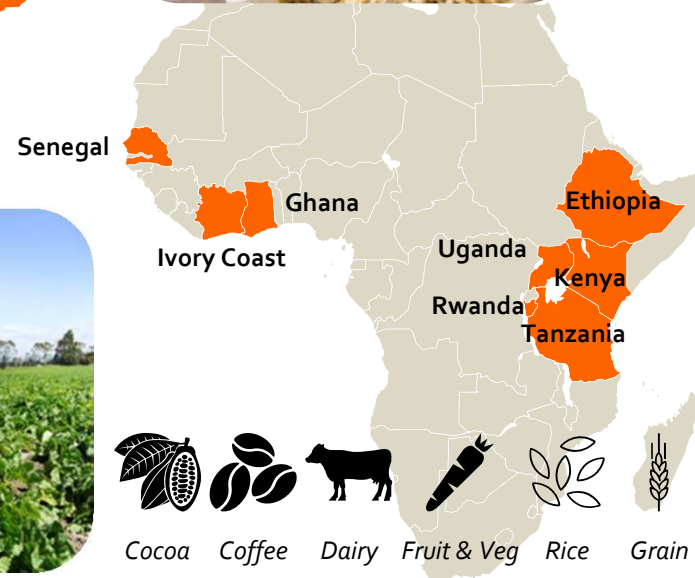 Senegal
Ghana
Ivory Coast
Ethiopia
Uganda
Kenya
Rwanda
Tanzania
Cocoa
Coffee
Dairy
Fruit & Veg
Rice
Grain